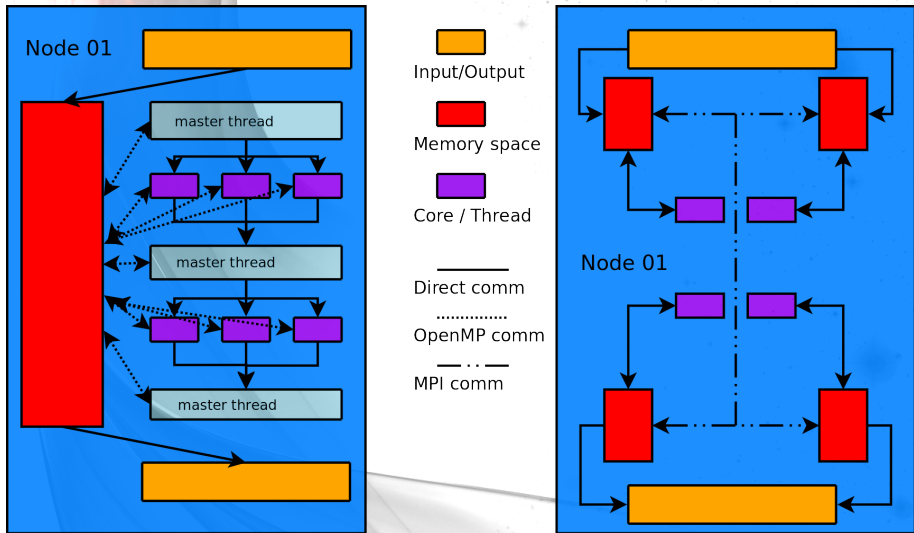 Node 01
master thread
master thread
master thread
Input/Output
Memory space
Core / Thread
Direct comm
OpenMP comm
MPI comm
Node 01